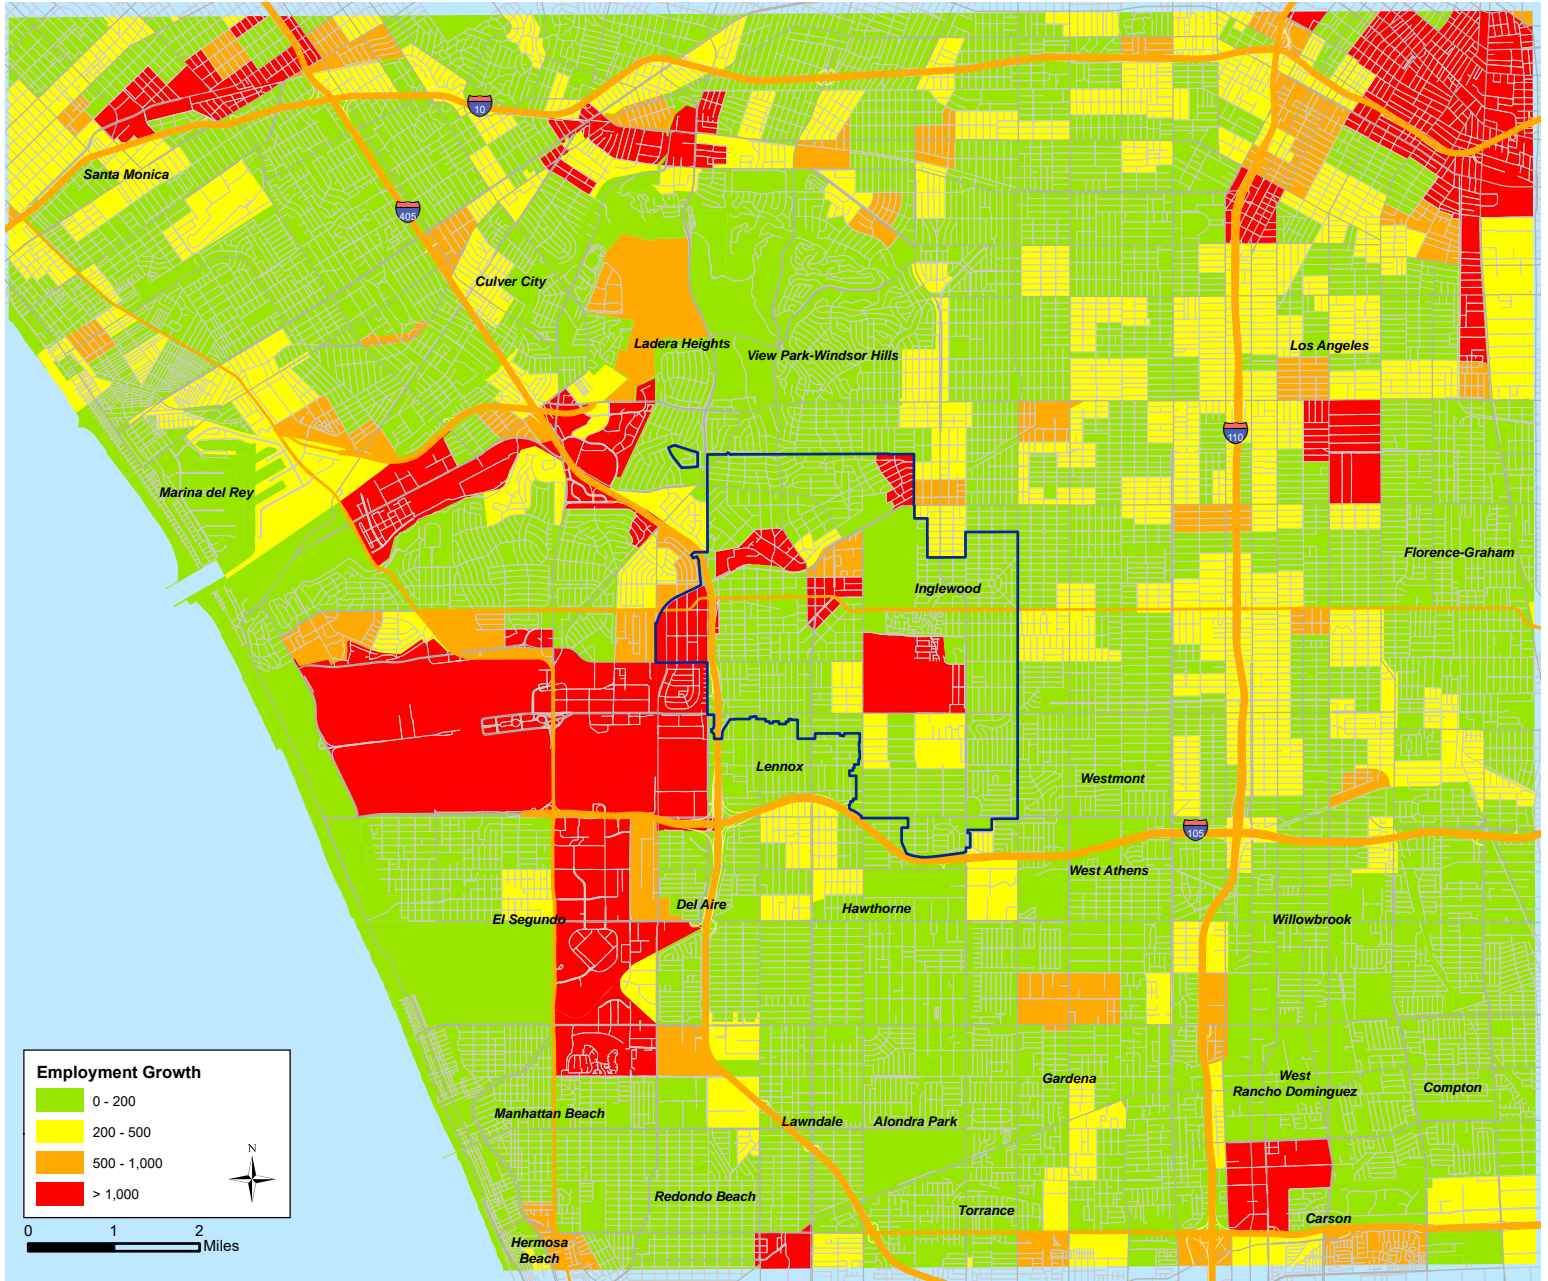 10
Santa Monica
405
Culver City
Ladera Heights
View Park-Windsor Hills
Los Angeles
110
Marina del Rey
Florence-Graham
Inglewood
Lennox
Westmont
105
West Athens
Del Aire
Hawthorne
El Segundo
Willowbrook
Employment Growth
0 - 200
200 - 500
500 - 1,000
> 1,000
N
0 1 2
Miles
Gardena
West
Rancho Dominguez
Compton
Manhattan Beach
Lawndale
Alondra Park
Redondo Beach
Torrance
Carson
Hermosa
Beach